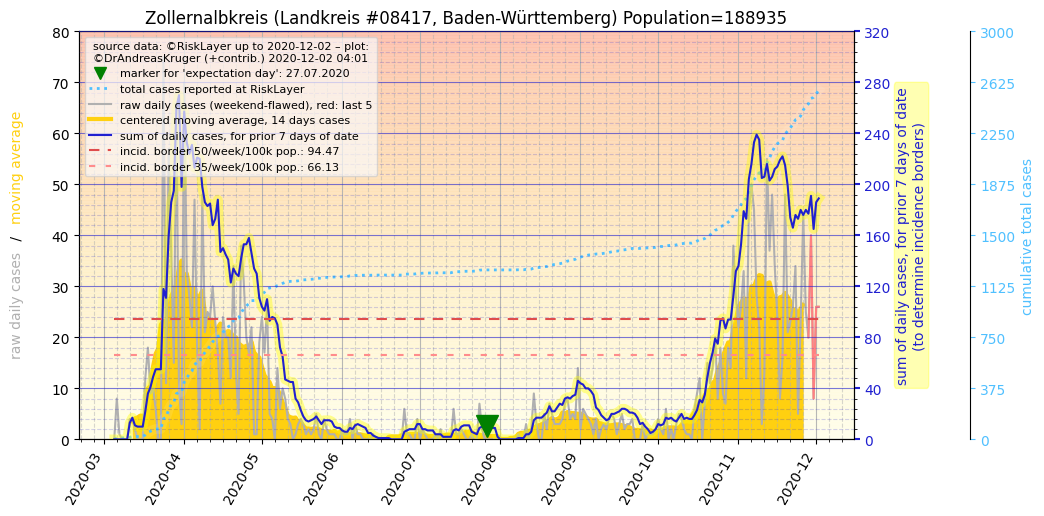 Zollernalbkreis (Landkreis #08417, Baden-Württemberg) Population=188935
source data: ©RiskLayer up to 2020-12-02 – plot:
©DrAndreasKruger (+contrib.) 2020-12-02 04:01
marker for 'expectation day': 27.07.2020
total cases reported at RiskLayer
raw daily cases (weekend-flawed), red: last 5
centered moving average, 14 days cases
sum of daily cases, for prior 7 days of date
incid. border 50/week/100k pop.: 94.47
incid. border 35/week/100k pop.: 66.13
raw daily cases / moving average
80
70
60
50
40
30
20
10
0
320
280
240
200
160
120
80
40
0
sum of daily cases, for prior 7 days of date
(to determine incidence borders)
3000
2625
2250
1875
1500
1125
750
375
0
cumulative total cases
2020-03
2020-04
2020-05
2020-06
2020-07
2020-08
2020-09
2020-10
2020-11
2020-12